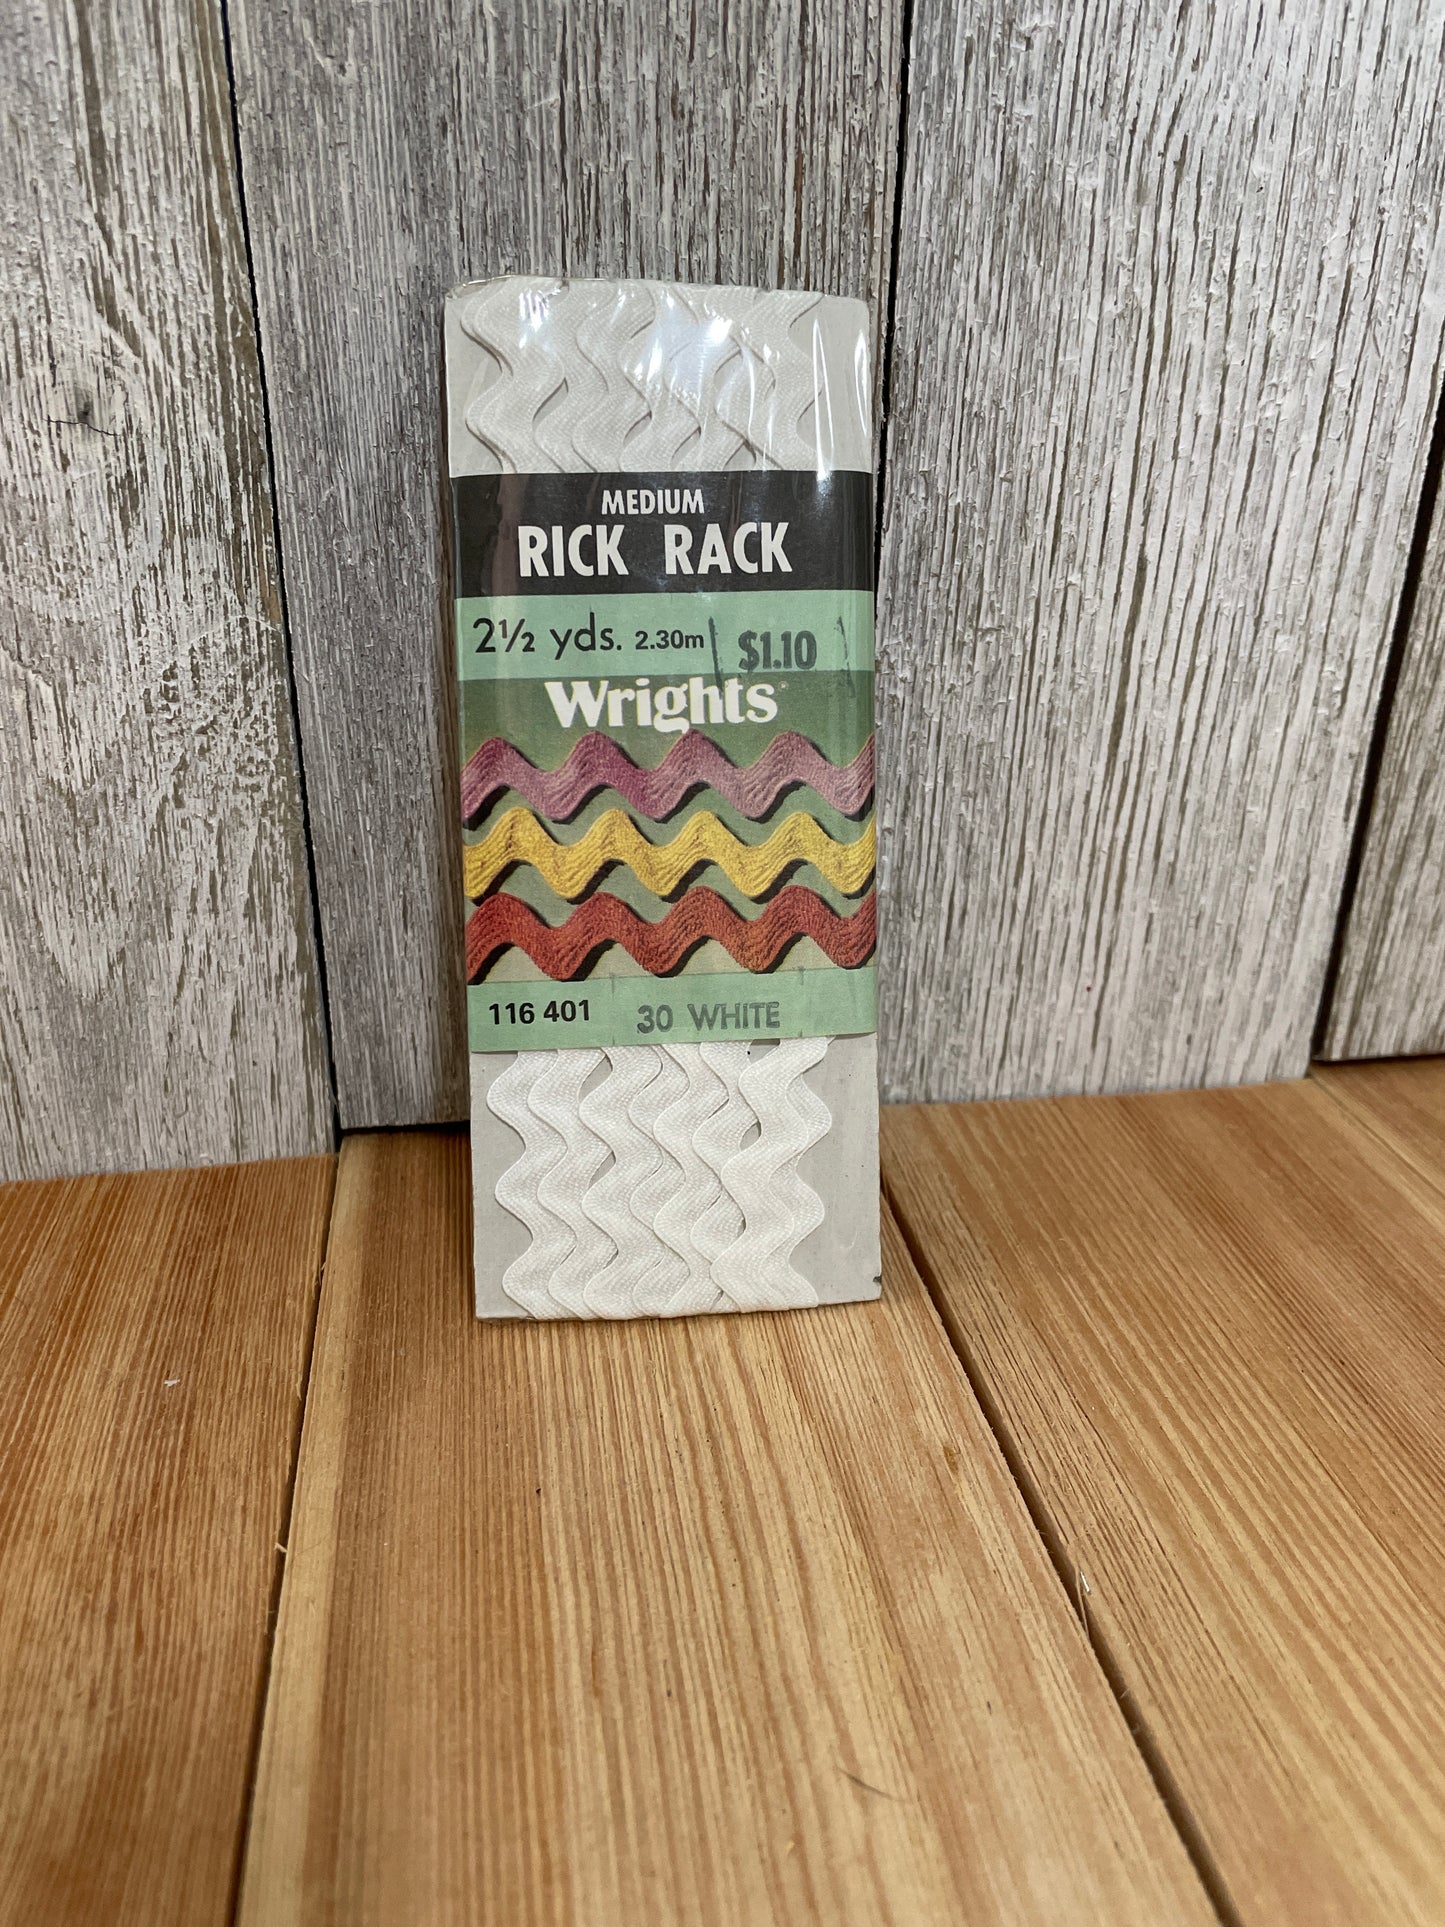 MEDIUM
RICK RACK
2½ yds. 2.30m $1.10
Wrights
116 401 30 WHITE